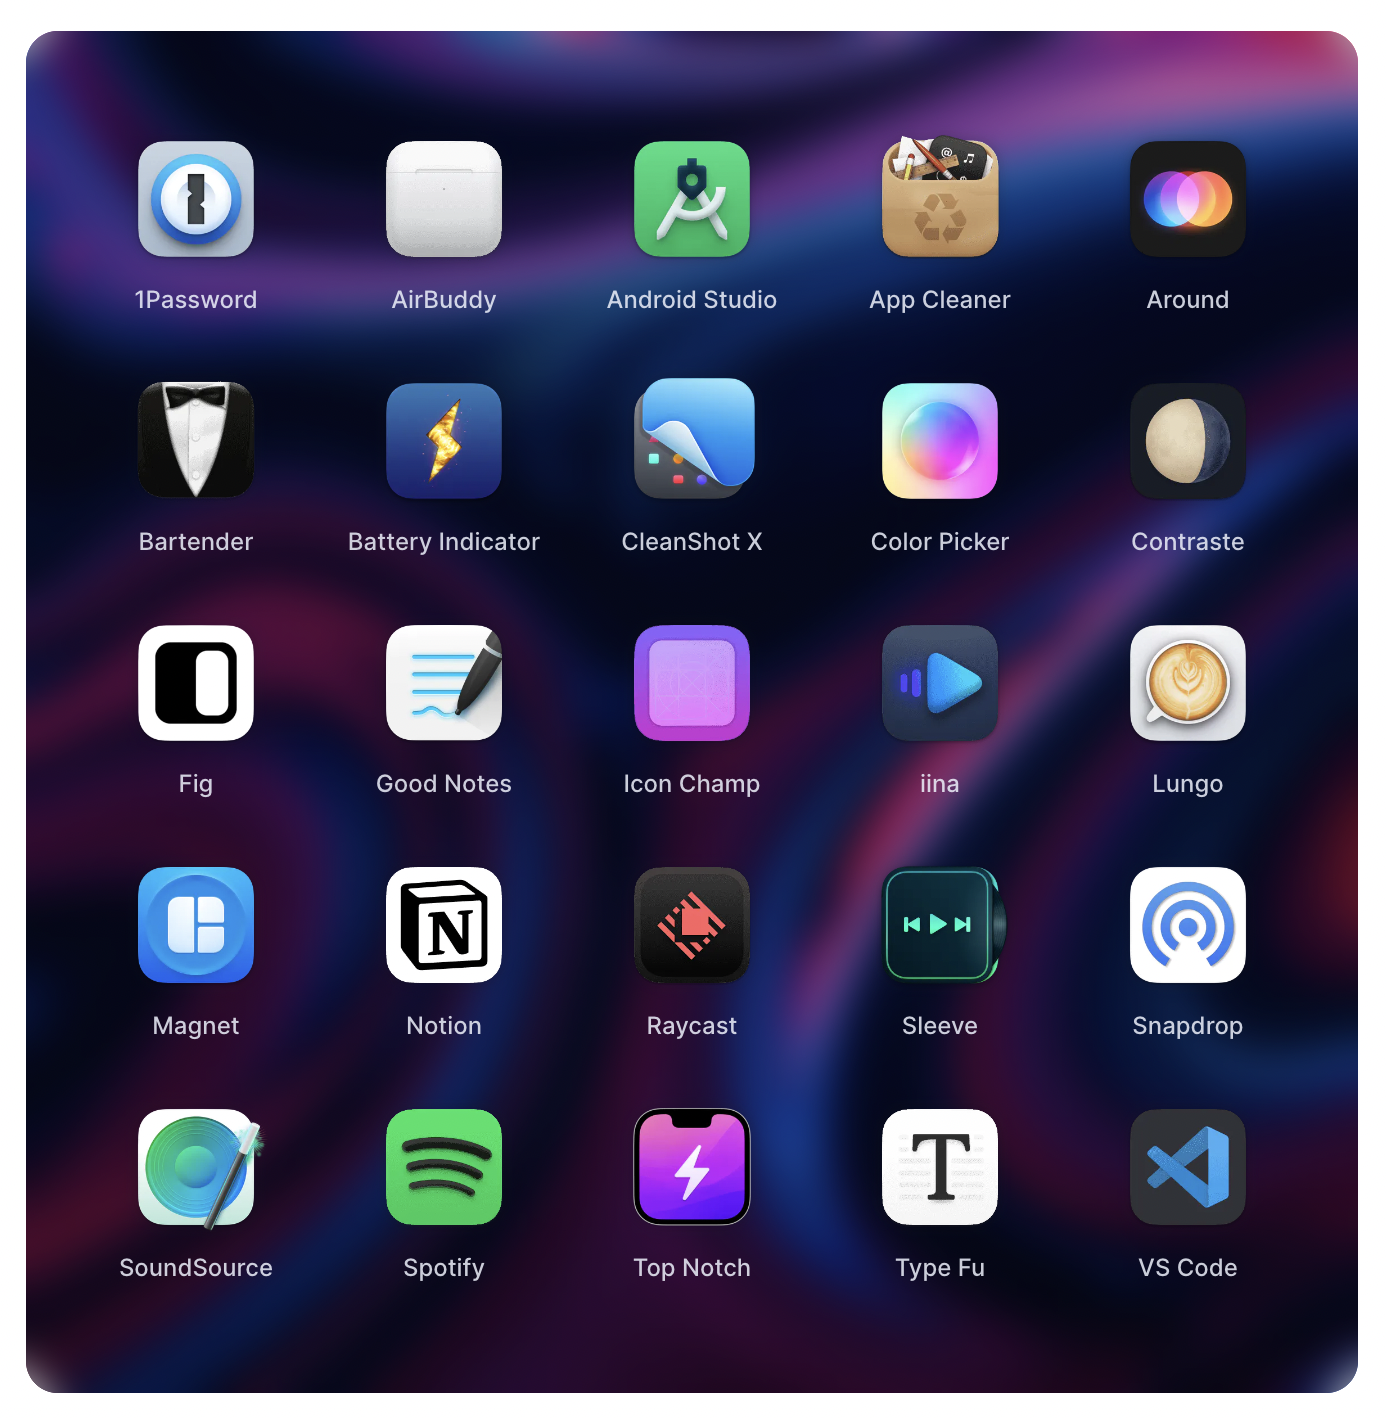 1Password
AirBuddy
Android Studio
App Cleaner
Around
Bartender
Battery Indicator
CleanShot X
Color Picker
Contraste
Fig
Good Notes
Icon Champ
iina
Lungo
Magnet
N
Notion
Raycast
Sleeve
Snapdrop
SoundSource
Spotify
Top Notch
T
Type Fu
VS Code